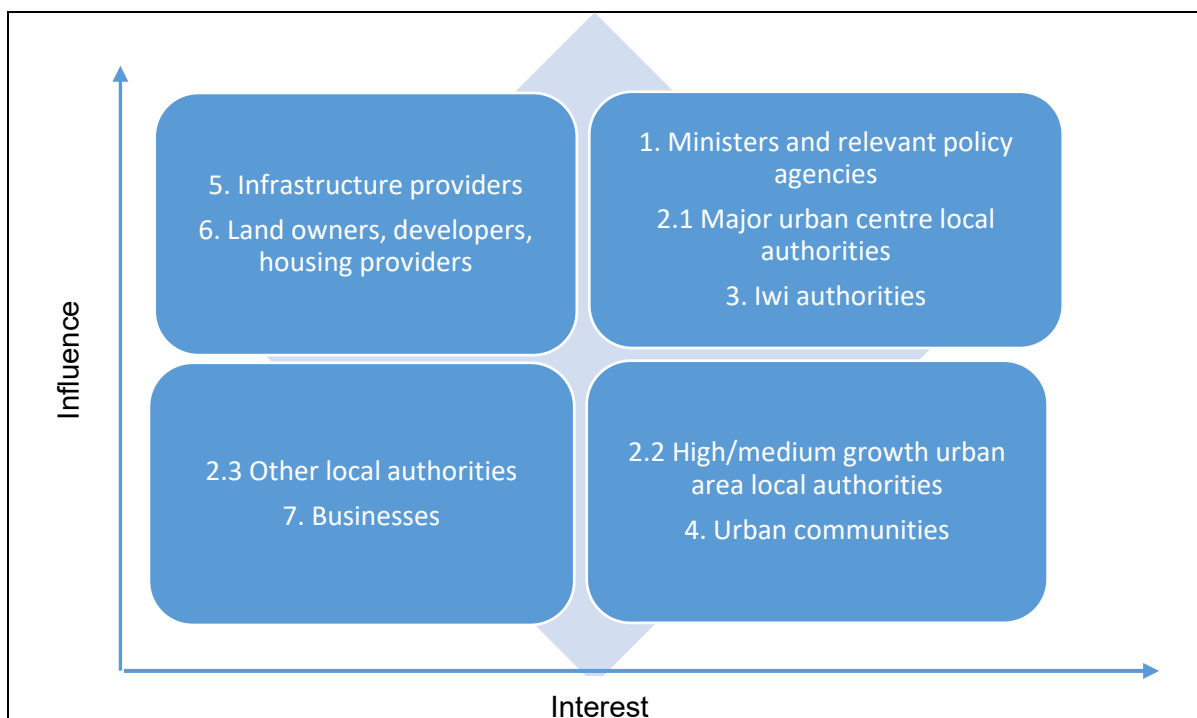 5. Infrastructure providers
6. Land owners, developers,
housing providers
1. Ministers and relevant policy
agencies
2.1 Major urban centre local
authorities
3. Iwi authorities
Influence
2.3 Other local authorities
7. Businesses
2.2 High/medium growth urban
area local authorities
4. Urban communities
Interest